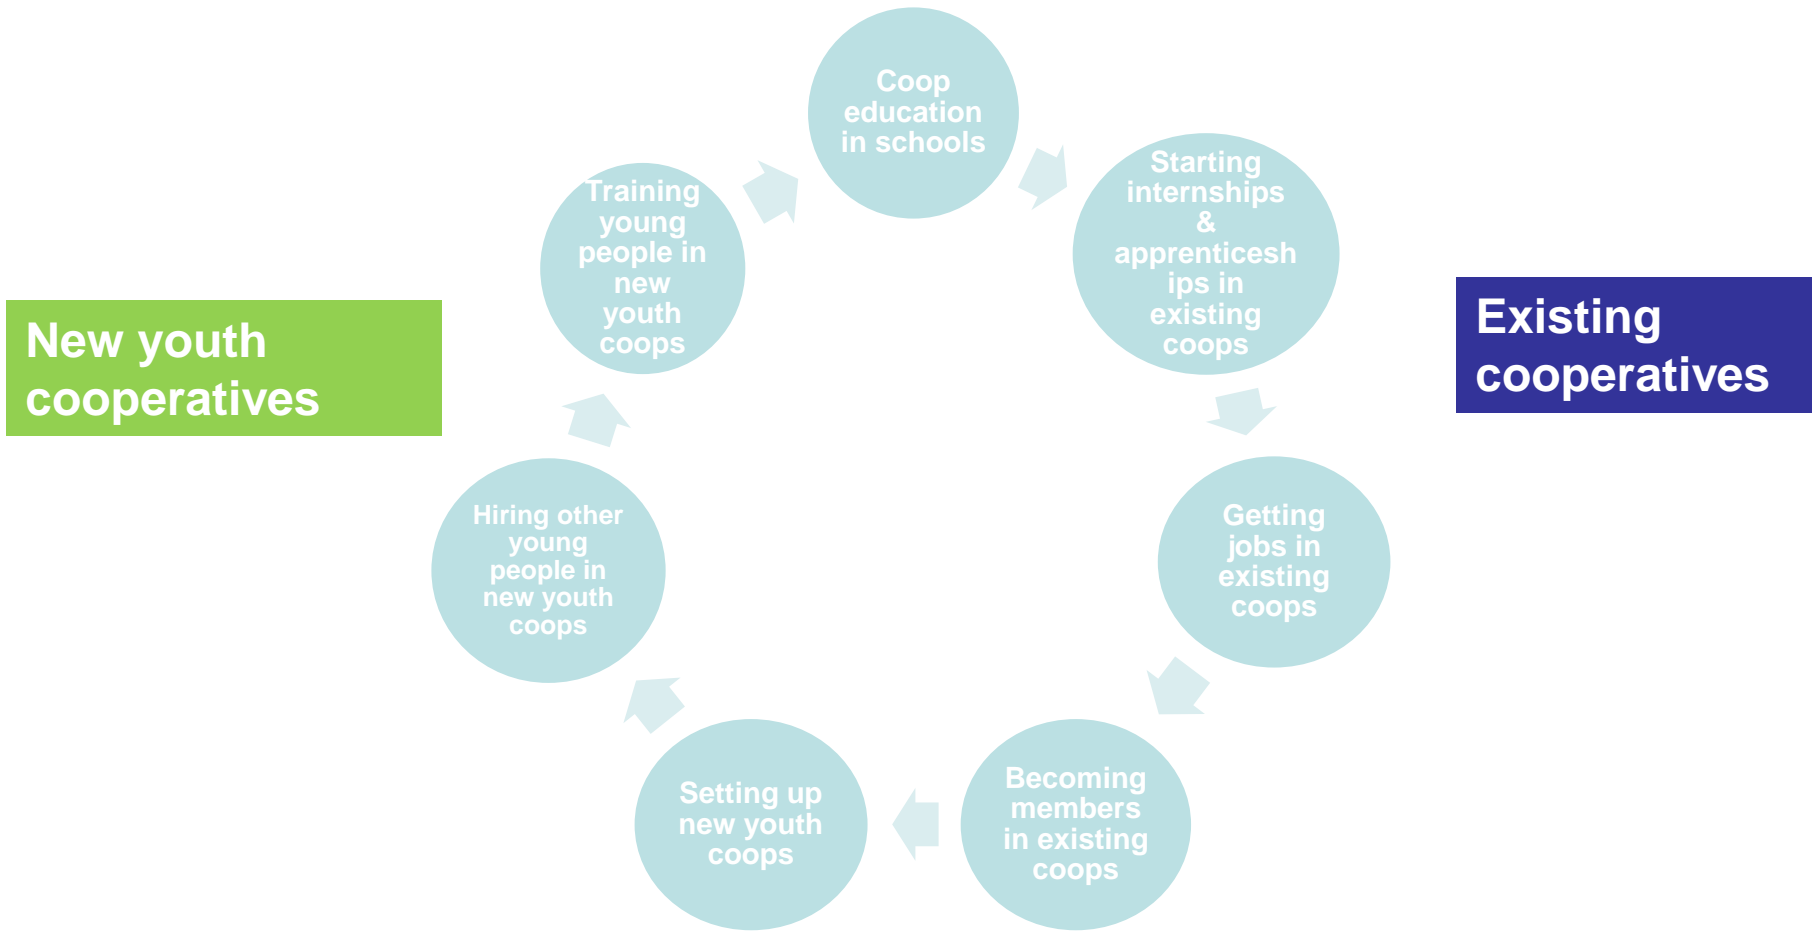 Coop
education
in schools
Starting
internships
&
apprenticesh
ips in
existing
coops
Getting
jobs in
existing
coops
Becoming
members
in existing
coops
Setting up
new youth
coops
Hiring other
young
people in
new youth
coops
Training
young
people in
new
youth
coops
New youth
cooperatives
Existing
cooperatives